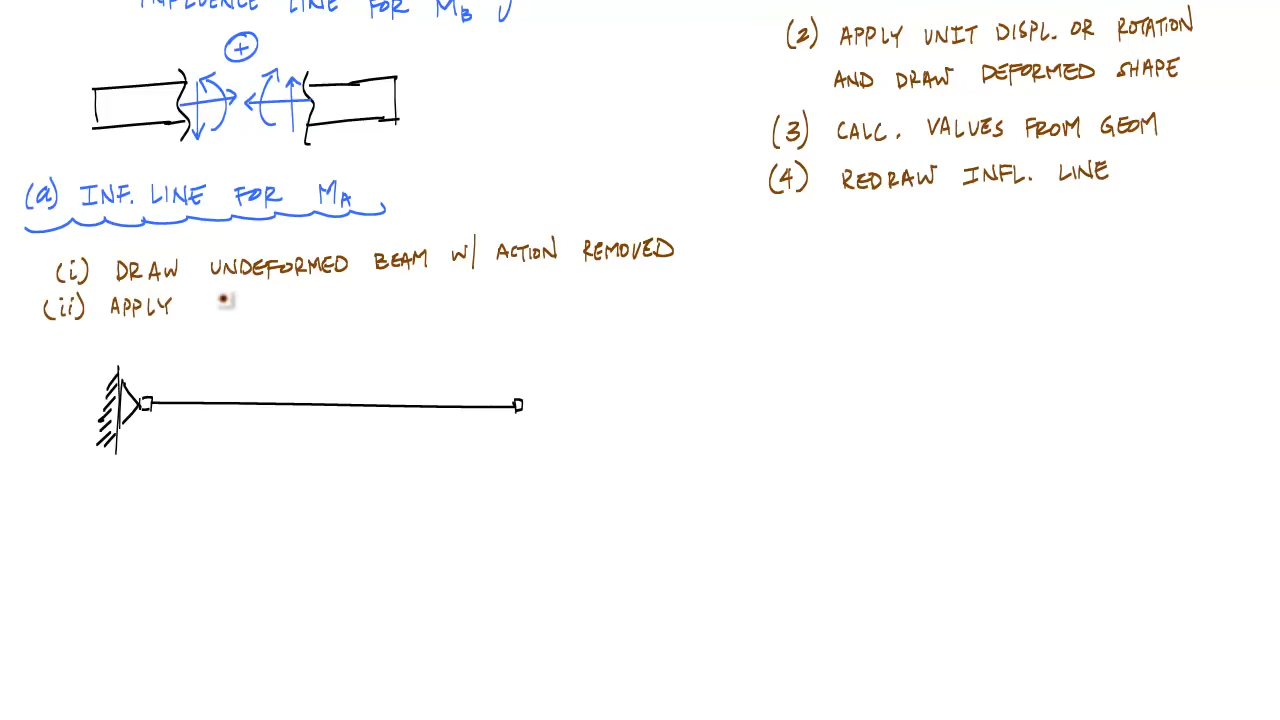 INFLUENCE LINE FOR M_B
+
(a) INF. LINE FOR M_A
(i) DRAW UNDEFORMED BEAM W/ ACTION REMOVED
(ii) APPLY
(2) APPLY UNIT DISPL. OR ROTATION
AND DRAW DEFORMED SHAPE
(3) CALC. VALUES FROM GEOM
(4) REDRAW INFL. LINE